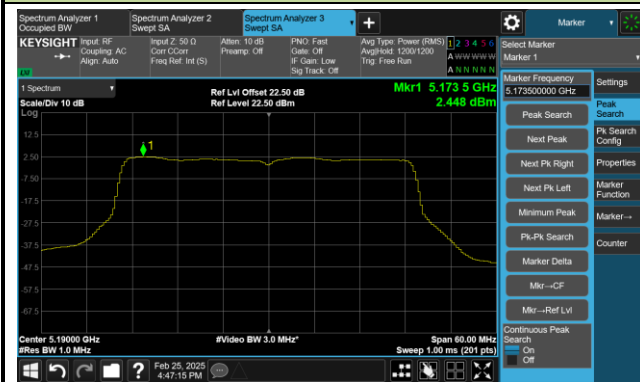 Spectrum Analyzer 1
Occupied BW
Spectrum Analyzer 2
Swept SA
Spectrum Analyzer 3
Swept SA
+
Marker
KEYSIGHT
Input: RF
Coupling: AC
Align: Auto
Input Z: 50 Ω
Corr CCorr
Freq Ref: Int (S)
Atten: 10 dB
Preamp: Off
PNO: Fast
Gate: Off
IF Gain: Low
Sig Track: Off
Avg Type: Power (RMS)
Avg|Hold: 1200/1200
Trig: Free Run
1 2 3 4 5 6
A W W W W W
A N N N N N
LM
Select Marker
Marker 1
1 Spectrum
Scale/Div 10 dB
Ref Lvl Offset 22.50 dB
Ref Level 22.50 dBm
Mkr1 5.173 5 GHz
2.448 dBm
Log
12.5
2.50
-7.50
-17.5
-27.5
-37.5
-47.5
-57.5
-67.5
1
Center 5.19000 GHz
#Res BW 1.0 MHz
#Video BW 3.0 MHz*
Span 60.00 MHz
Sweep 1.00 ms (201 pts)
Marker Frequency
5.173500000 GHz
Peak Search
Next Peak
Next Pk Right
Next Pk Left
Minimum Peak
Pk-Pk Search
Marker Delta
Mkr→CF
Mkr→Ref Lvl
Continuous Peak
Search
On
Off
Settings
Peak
Search
Pk Search
Config
Properties
Marker
Function
Marker→
Counter
?
Feb 25, 2025
4:47:15 PM